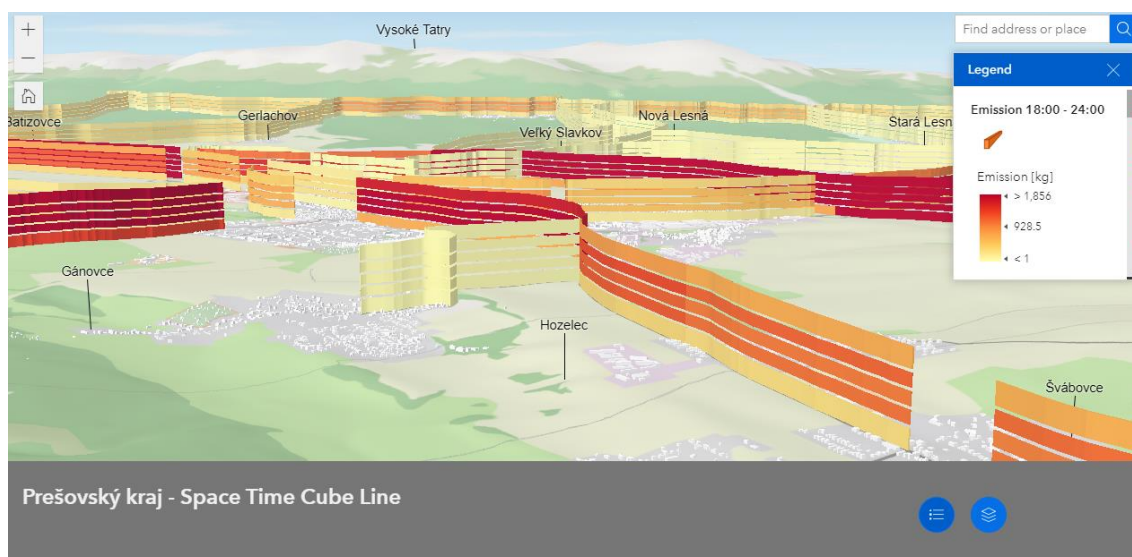 Vysoké Tatry
Find address or place
Legend
Emission 18:00 - 24:00
Emission [kg]
> 1,856
928.5
< 1
Batizovce
Gerlachov
Veľký Slavkov
Nová Lesná
Stará Lesn
Gánovce
Hozelec
Švábovce
Prešovský kraj - Space Time Cube Line